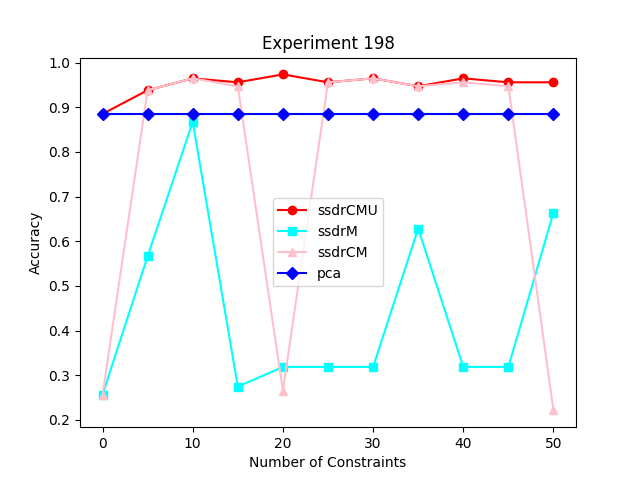 Experiment 198
1.0
0.9
0.8
0.7
0.6
0.5
0.4
0.3
0.2
Accuracy
ssdrCMU
ssdrM
ssdrCM
pca
0 10 20 30 40 50
Number of Constraints